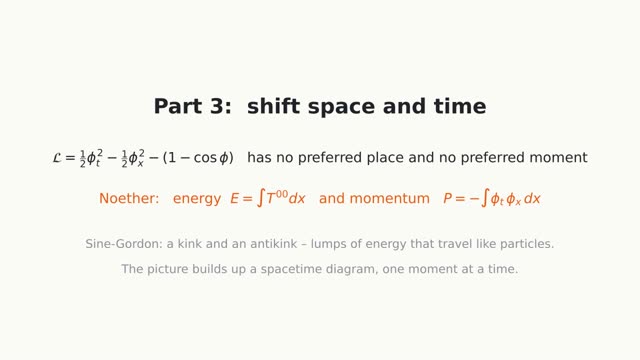 Part 3: shift space and time
ℒ = ½ϕ_t² − ½ϕ_x² − (1 − cos ϕ) has no preferred place and no preferred moment
Noether: energy E = ∫T⁰⁰dx and momentum P = −∫ϕ_t ϕ_x dx
Sine-Gordon: a kink and an antikink – lumps of energy that travel like particles.
The picture builds up a spacetime diagram, one moment at a time.